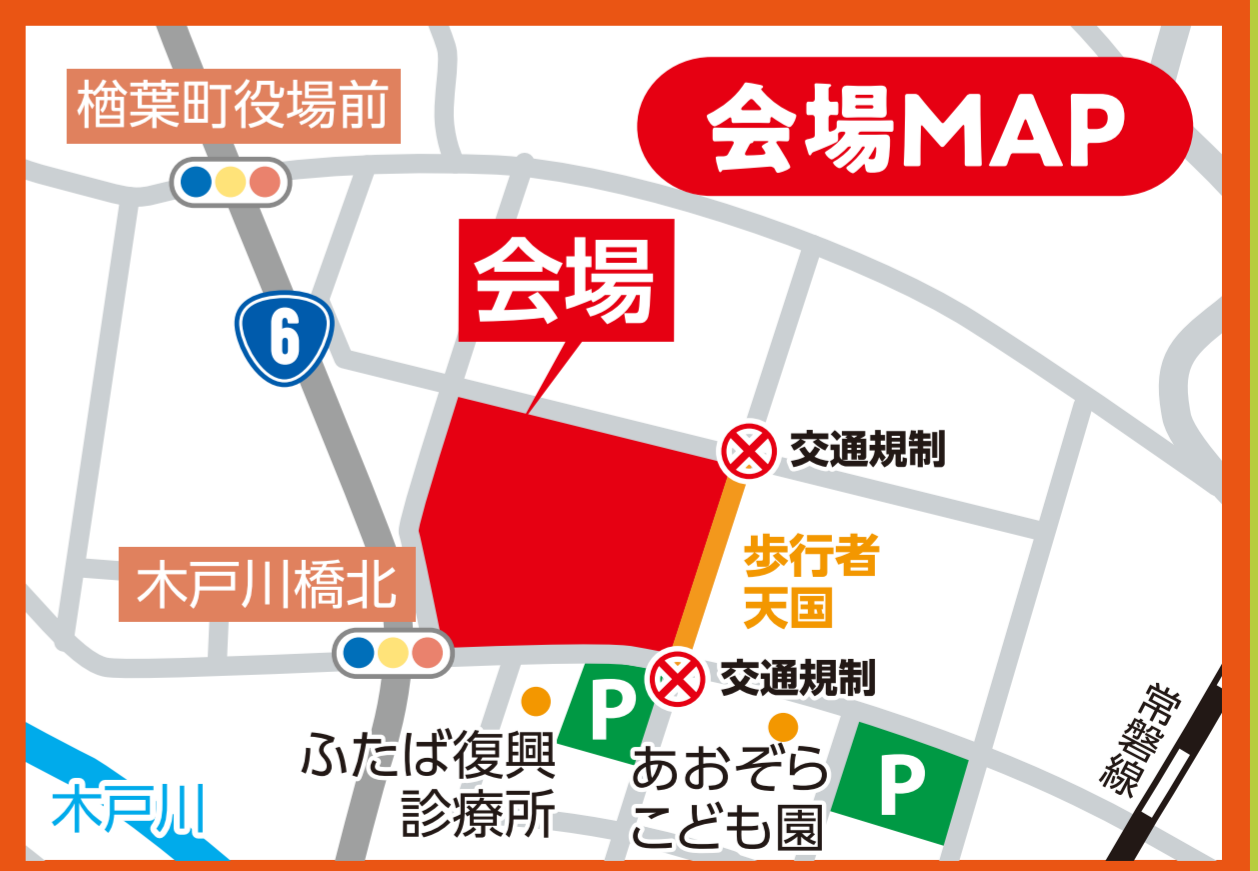 会場MAP
楢葉町役場前
会場
6
交通規制
歩行者
天国
木戸川橋北
交通規制
P
ふたば復興
診療所
あおぞら
こども園
P
常磐線
木戸川